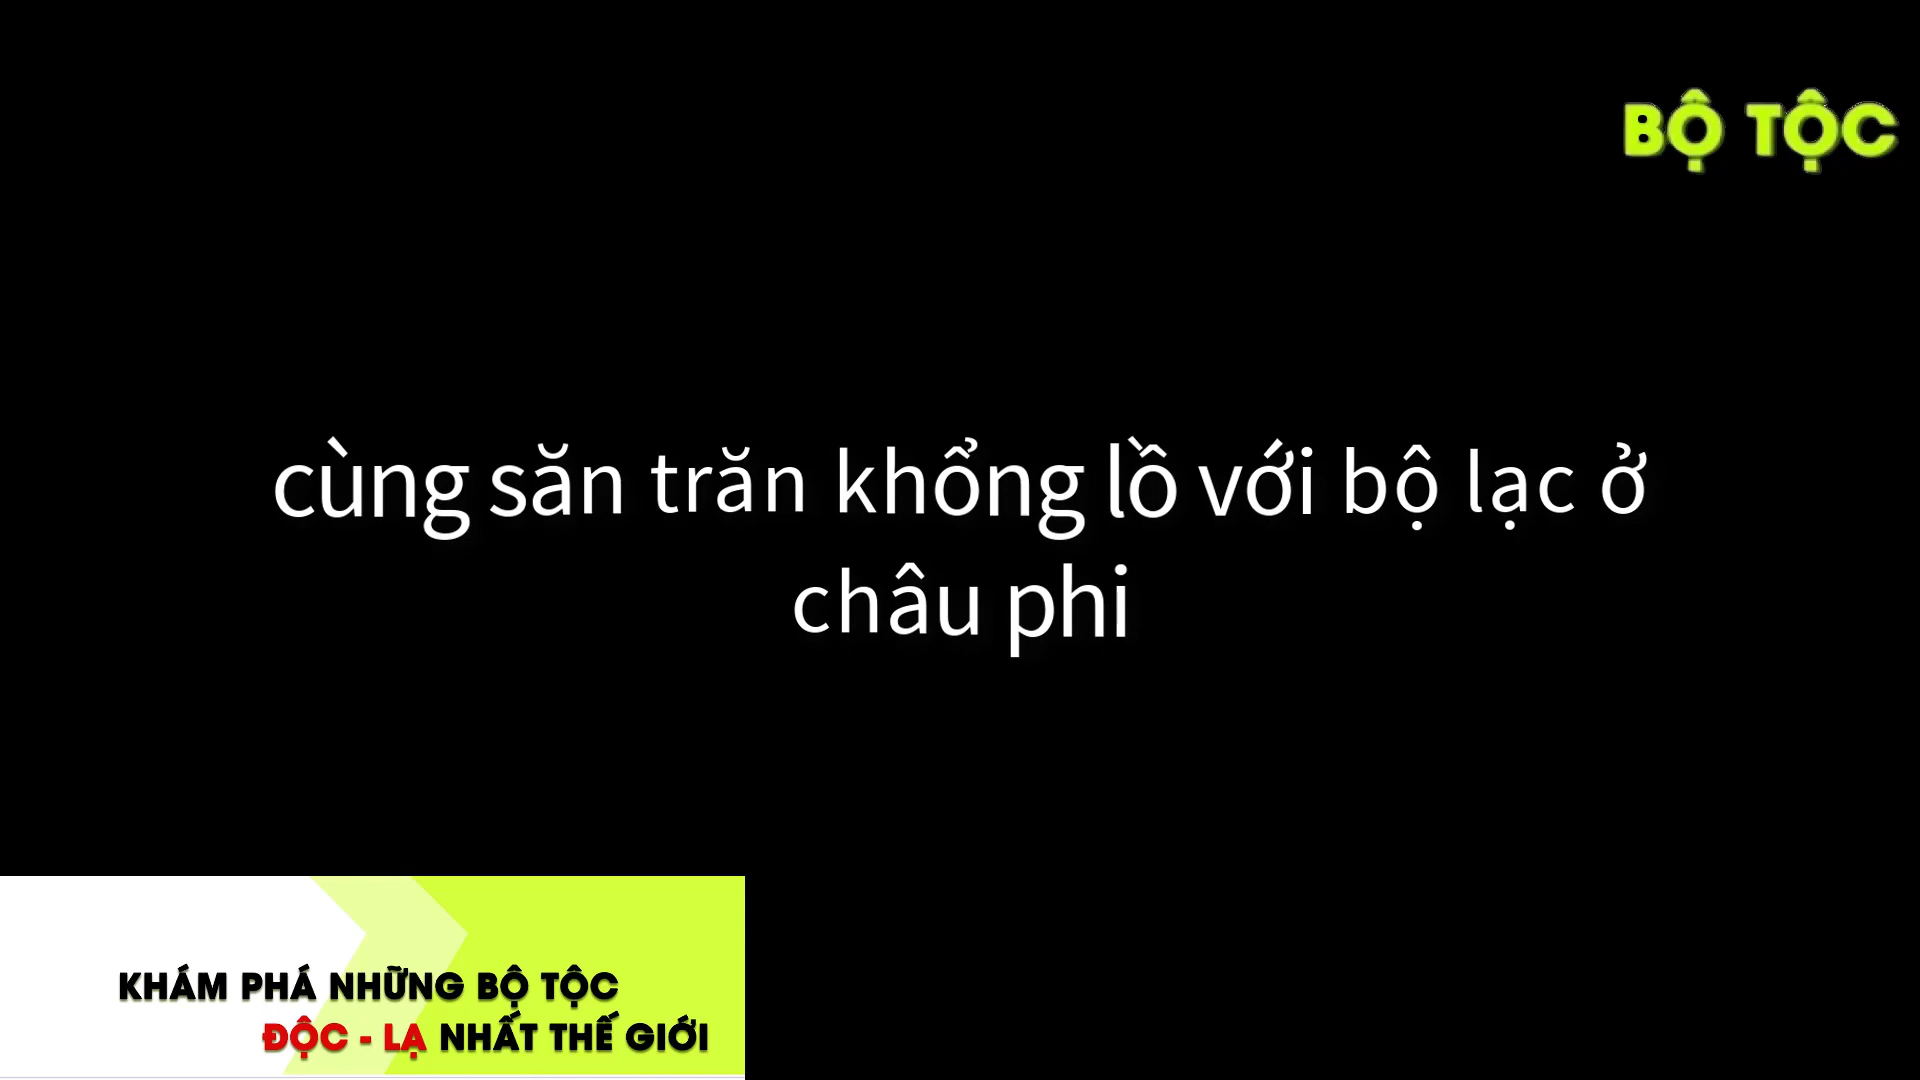 BỘ TỘC
cùng săn trăn khổng lồ với bộ lạc ở
châu phi
KHÁM PHÁ NHỮNG BỘ TỘC
ĐỘC - LẠ NHẤT THẾ GIỚI